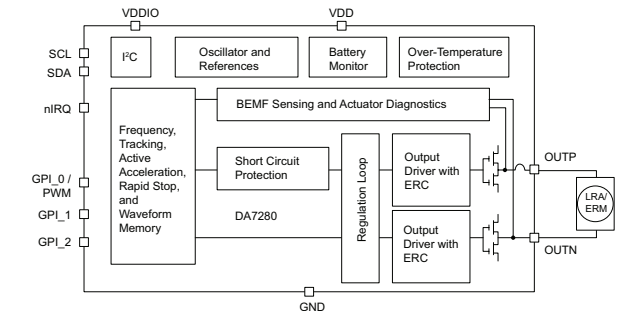 VDDIO
VDD
SCL
SDA
nIRQ
GPI_0 /
PWM
GPI_1
GPI_2
I²C
Oscillator and
References
Battery
Monitor
Over-Temperature
Protection
BEMF Sensing and Actuator Diagnostics
Frequency,
Tracking,
Active
Acceleration,
Rapid Stop,
and
Waveform
Memory
Short Circuit
Protection
DA7280
Regulation Loop
Output
Driver with
ERC
Output
Driver with
ERC
OUTP
LRA/
ERM
OUTN
GND